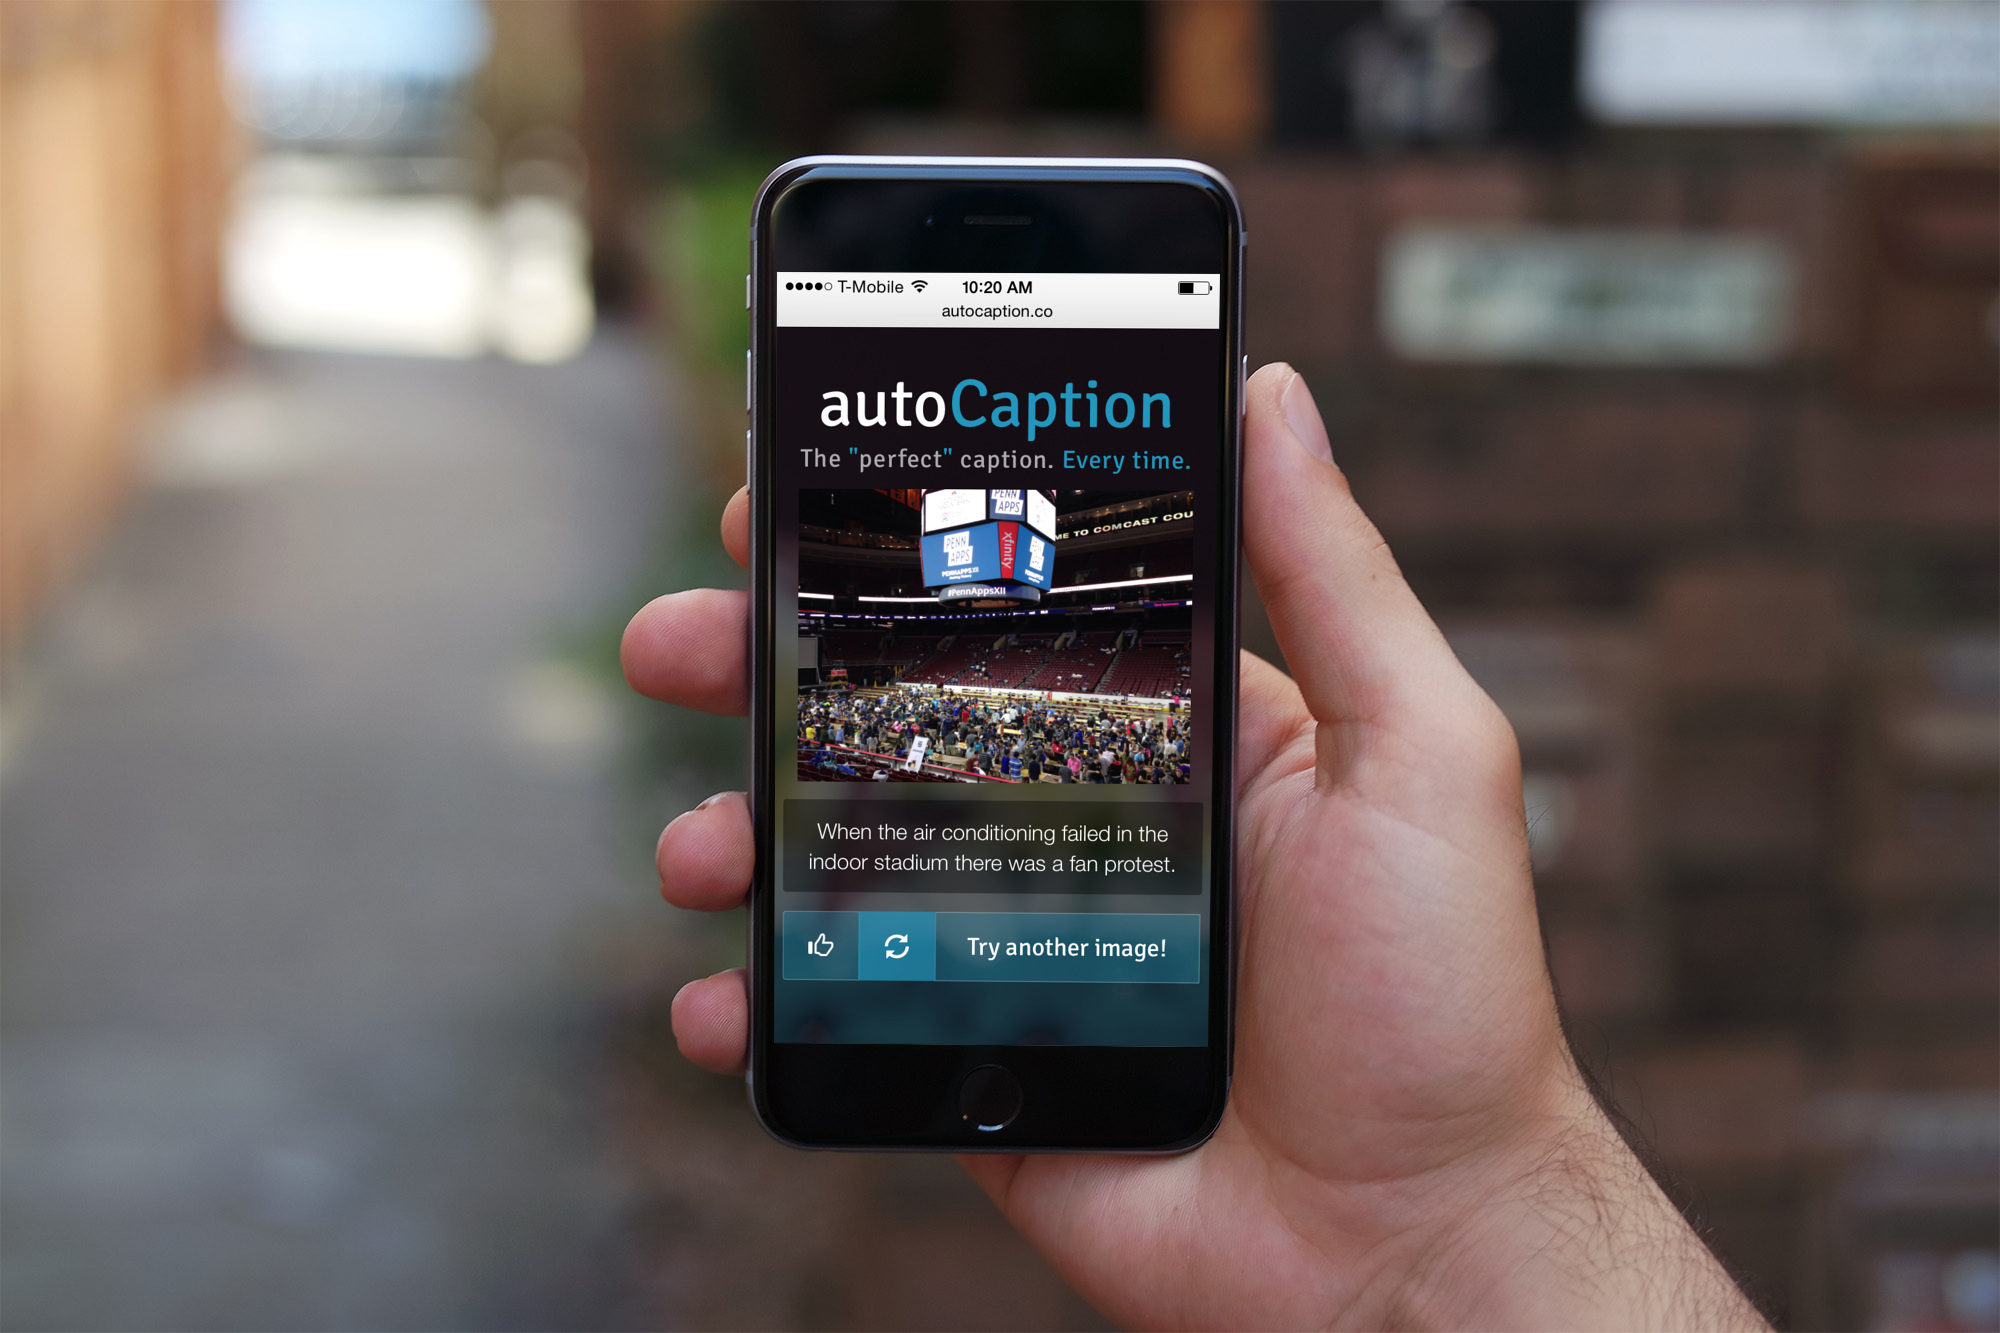 T-Mobile 10:20 AM
autocaption.co
autoCaption
The "perfect" caption. Every time.
PENN
APPS
ME TO COMCAST COU
PENN
APPS
xfinity
PENNAPPS XII
#PennAppsXII
When the air conditioning failed in the
indoor stadium there was a fan protest.
Try another image!